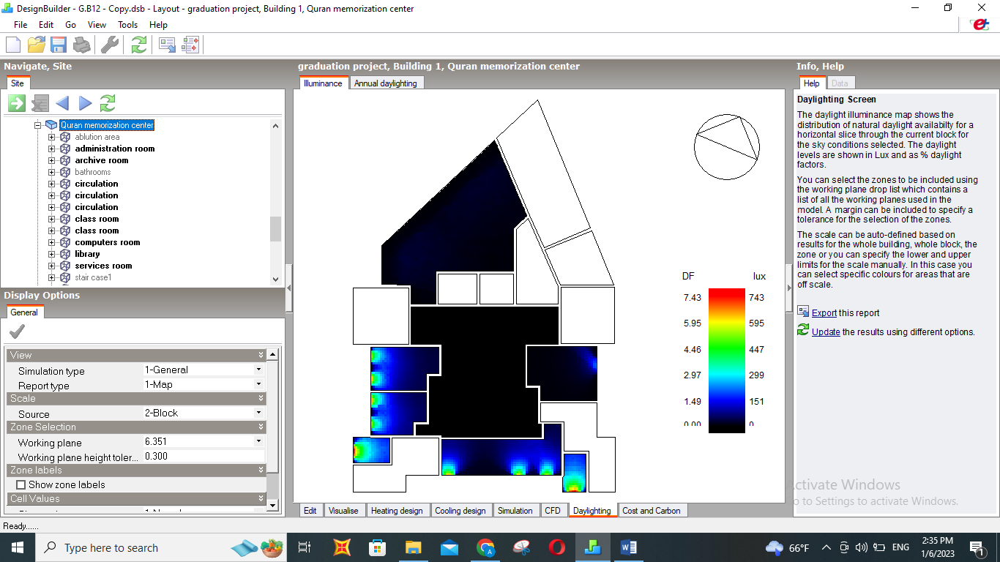 DesignBuilder - G.B12 - Copy.dsb - Layout - graduation project, Building 1, Quran memorization center
File Edit Go View Tools Help
Navigate, Site
Site
Quran memorization center
ablution area
administration room
archive room
bathrooms
circulation
circulation
circulation
class room
class room
computers room
library
services room
stair case1
Display Options
General
View
Simulation type 1-General
Report type 1-Map
Scale
Source 2-Block
Zone Selection
Working plane 6.351
Working plane height toler... 0.300
Zone labels
Show zone labels
Cell Values
graduation project, Building 1, Quran memorization center
Illuminance Annual daylighting
DF lux
7.43 743
5.95 595
4.46 447
2.97 299
1.49 151
0.00 0
Edit Visualise Heating design Cooling design Simulation CFD Daylighting Cost and Carbon
Info, Help
Help Data
Daylighting Screen
The daylight illuminance map shows the
distribution of natural daylight availabilty for a
horizontal slice through the current block for
the sky conditions selected. The daylight
levels are shown in Lux and as % daylight
factors.
You can select the zones to be included using
the working plane drop list which contains a
list of all the working planes used in the
model. A margin can be included to specify a
tolerance for the selection of the zones.
The scale can be auto-defined based on
results for the whole building, whole block, the
zone or you can specify the lower and upper
limits for the scale manually. In this case you
can select specific colours for areas that are
off scale.
Export this report
Update the results using different options.
ctivate Windows
o to Settings to activate Windows.
Ready......
Type here to search
66°F
ENG
2:35 PM
1/6/2023
1